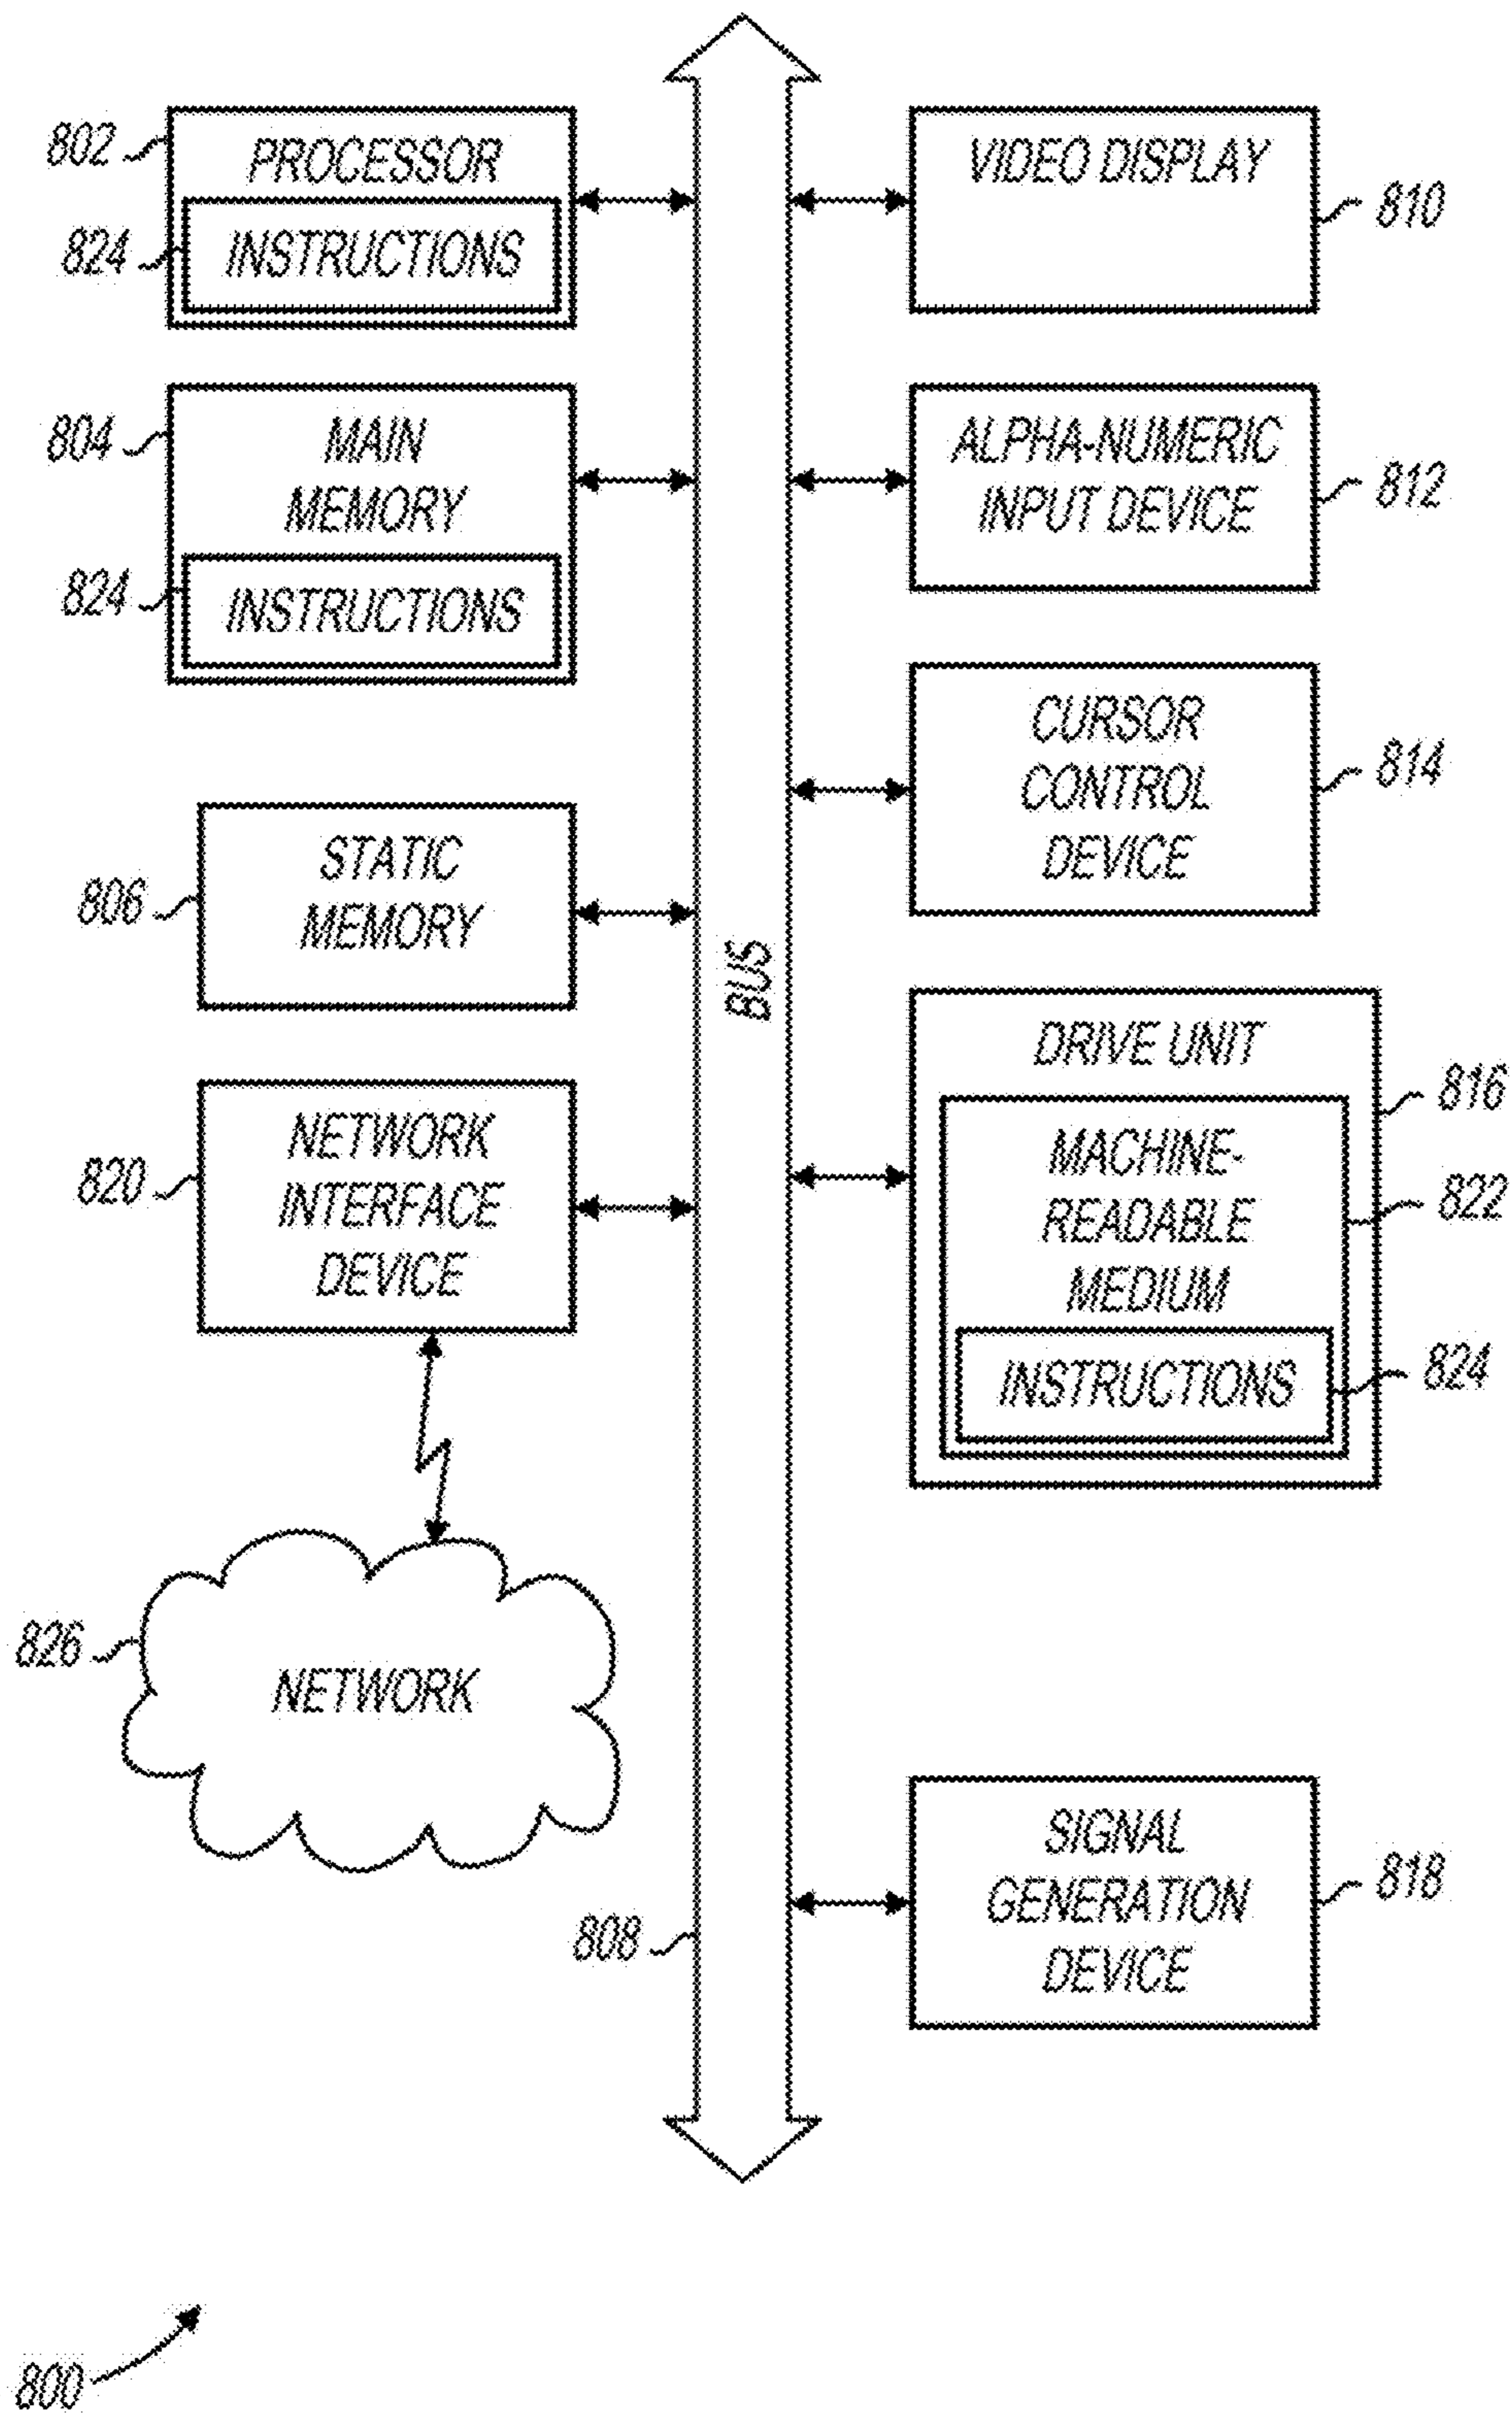 802
PROCESSOR
824
INSTRUCTIONS
804
MAIN
MEMORY
824
INSTRUCTIONS
806
STATIC
MEMORY
820
NETWORK
INTERFACE
DEVICE
826
NETWORK
808
BUS
VIDEO DISPLAY
810
ALPHA-NUMERIC
INPUT DEVICE
812
CURSOR
CONTROL
DEVICE
814
DRIVE UNIT
816
MACHINE-
READABLE
MEDIUM
822
INSTRUCTIONS
824
SIGNAL
GENERATION
DEVICE
818
800